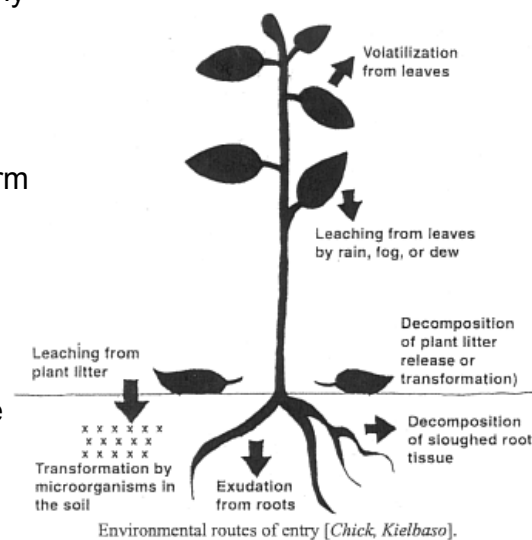 Volatilization
from leaves
rm
Leaching from leaves
by rain, fog, or dew
Decomposition
of plant litter
release or
transformation)
Leaching from
plant litter
e
Decomposition
of sloughed root
tissue
x x x x x x
x x x x x
x x x x x
Transformation by
microorganisms in
the soil
Exudation
from roots
Environmental routes of entry [Chick, Kielbaso].